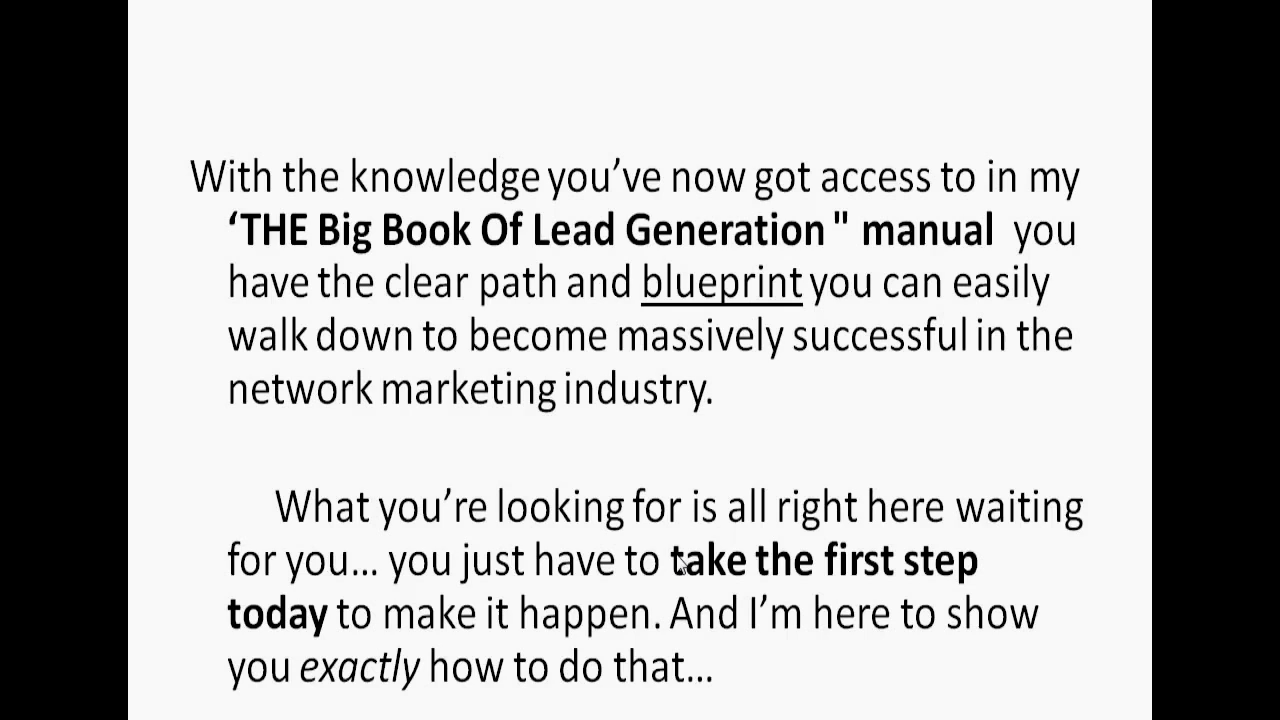 With the knowledge you’ve now got access to in my
‘THE Big Book Of Lead Generation " manual you
have the clear path and blueprint you can easily
walk down to become massively successful in the
network marketing industry.
What you’re looking for is all right here waiting
for you... you just have to take the first step
today to make it happen. And I’m here to show
you exactly how to do that...